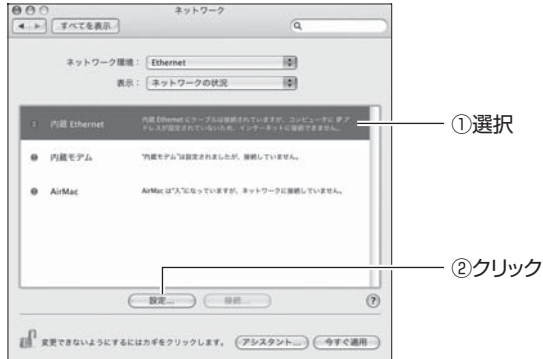 ネットワーク
すべてを表示
ネットワーク環境： Ethernet
表示： ネットワークの状況
内蔵 Ethernet
内蔵 Ethernet にケーブルは接続されていますが、コンピュータに IP ア
ドレスが設定されていないため、インターネットに接続できません。
①選択
内蔵モデム
"内蔵モデム"は設定されましたが、接続していません。
AirMac
AirMac は"入"になっていますが、ネットワークに接続していません。
②クリック
設定...
接続...
?
変更できないようにするにはカギをクリックします。
アシスタント...
今すぐ適用